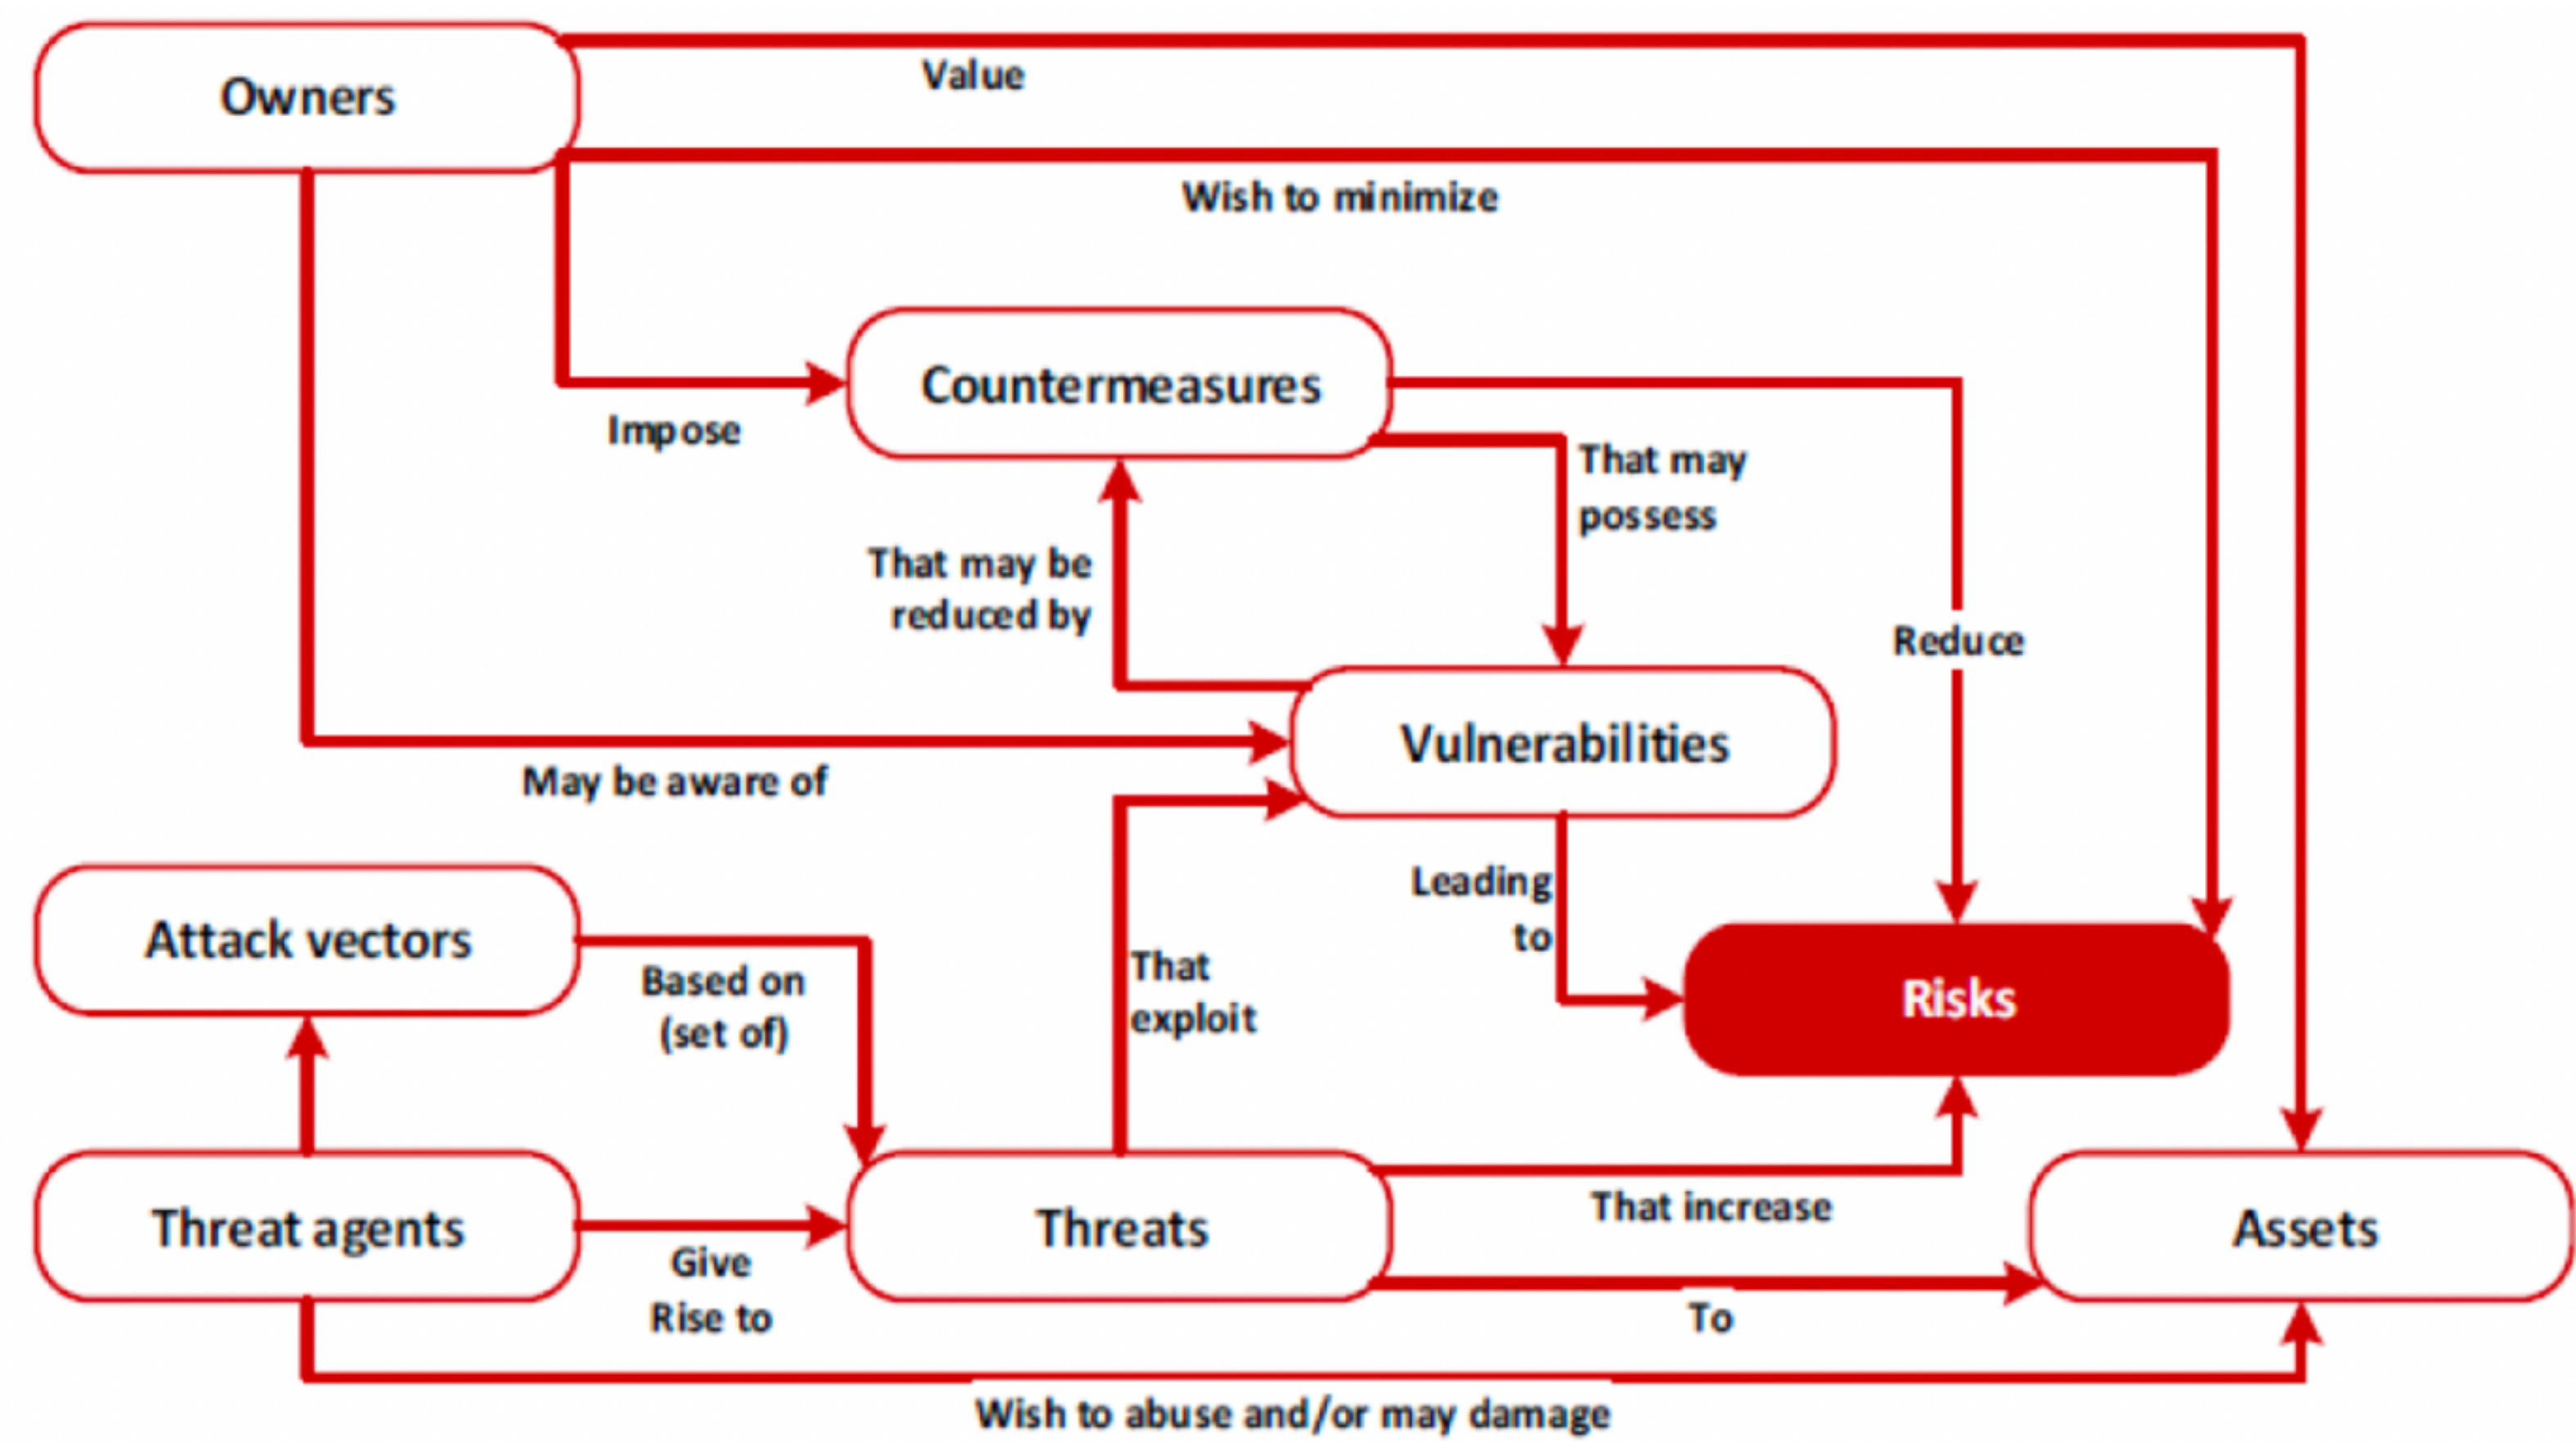 Owners
Value
Wish to minimize
Countermeasures
Impose
That may
possess
That may be
reduced by
Reduce
Vulnerabilities
May be aware of
Leading
to
Attack vectors
Based on
(set of)
That
exploit
Risks
Threat agents
Give
Rise to
Threats
That increase
To
Assets
Wish to abuse and/or may damage